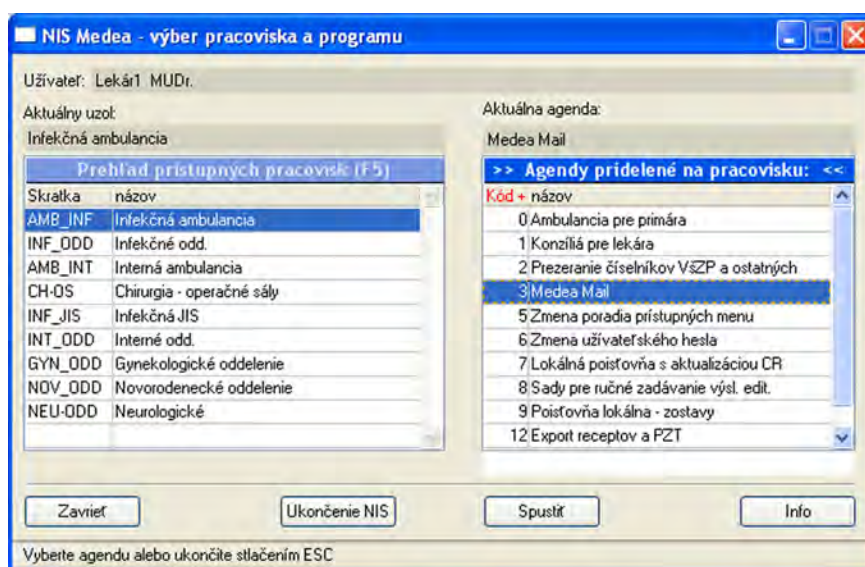 NIS Medea - výber pracoviska a programu
Užívateľ: Lekár1 MUDr.
Aktuálny uzol:
Infekčná ambulancia
Prehľad prístupných pracovísk (F5)
Skratka názov
AMB_INF Infekčná ambulancia
INF_ODD Infekčné odd.
AMB_INT Interná ambulancia
CH-OS Chirurgia - operačné sály
INF_JIS Infekčná JIS
INT_ODD Interné odd.
GYN_ODD Gynekologické oddelenie
NOV_ODD Novorodenecké oddelenie
NEU-ODD Neurologické
Aktuálna agenda:
Medea Mail
>> Agendy pridelené na pracovisku: <<
Kód + názov
0 Ambulancia pre primára
1 Konzíliá pre lekára
2 Prezeranie číselníkov VšZP a ostatných
3 Medea Mail
5 Zmena poradia prístupných menu
6 Zmena užívateľského hesla
7 Lokálná poisťovňa s aktualizáciou CR
8 Sady pre ručné zadávanie výsl. edit.
9 Poisťovňa lokálna - zostavy
12 Export receptov a PZT
Zavrieť Ukončenie NIS Spustiť Info
Vyberte agendu alebo ukončite stlačením ESC